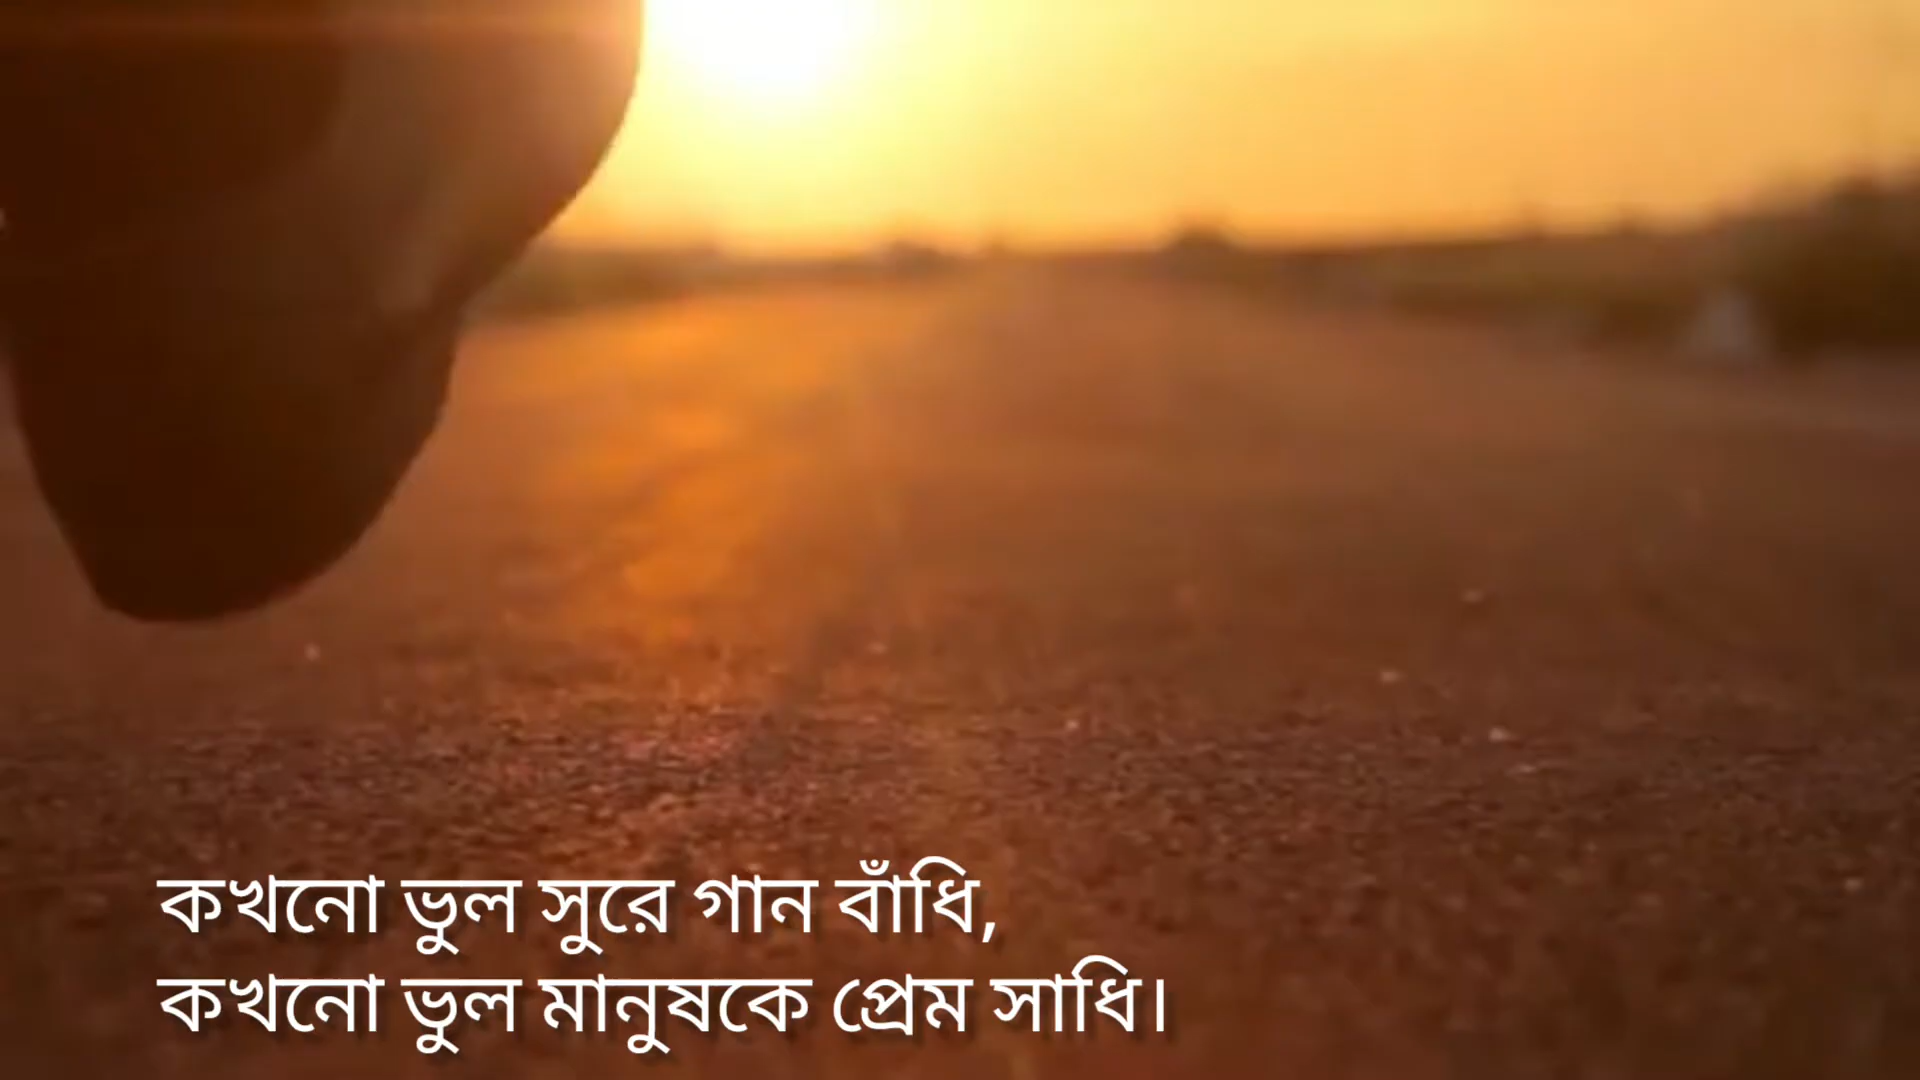 কখনো ভুল সুরে গান বাঁধি,
কখনো ভুল মানুষকে প্রেম সাধি।